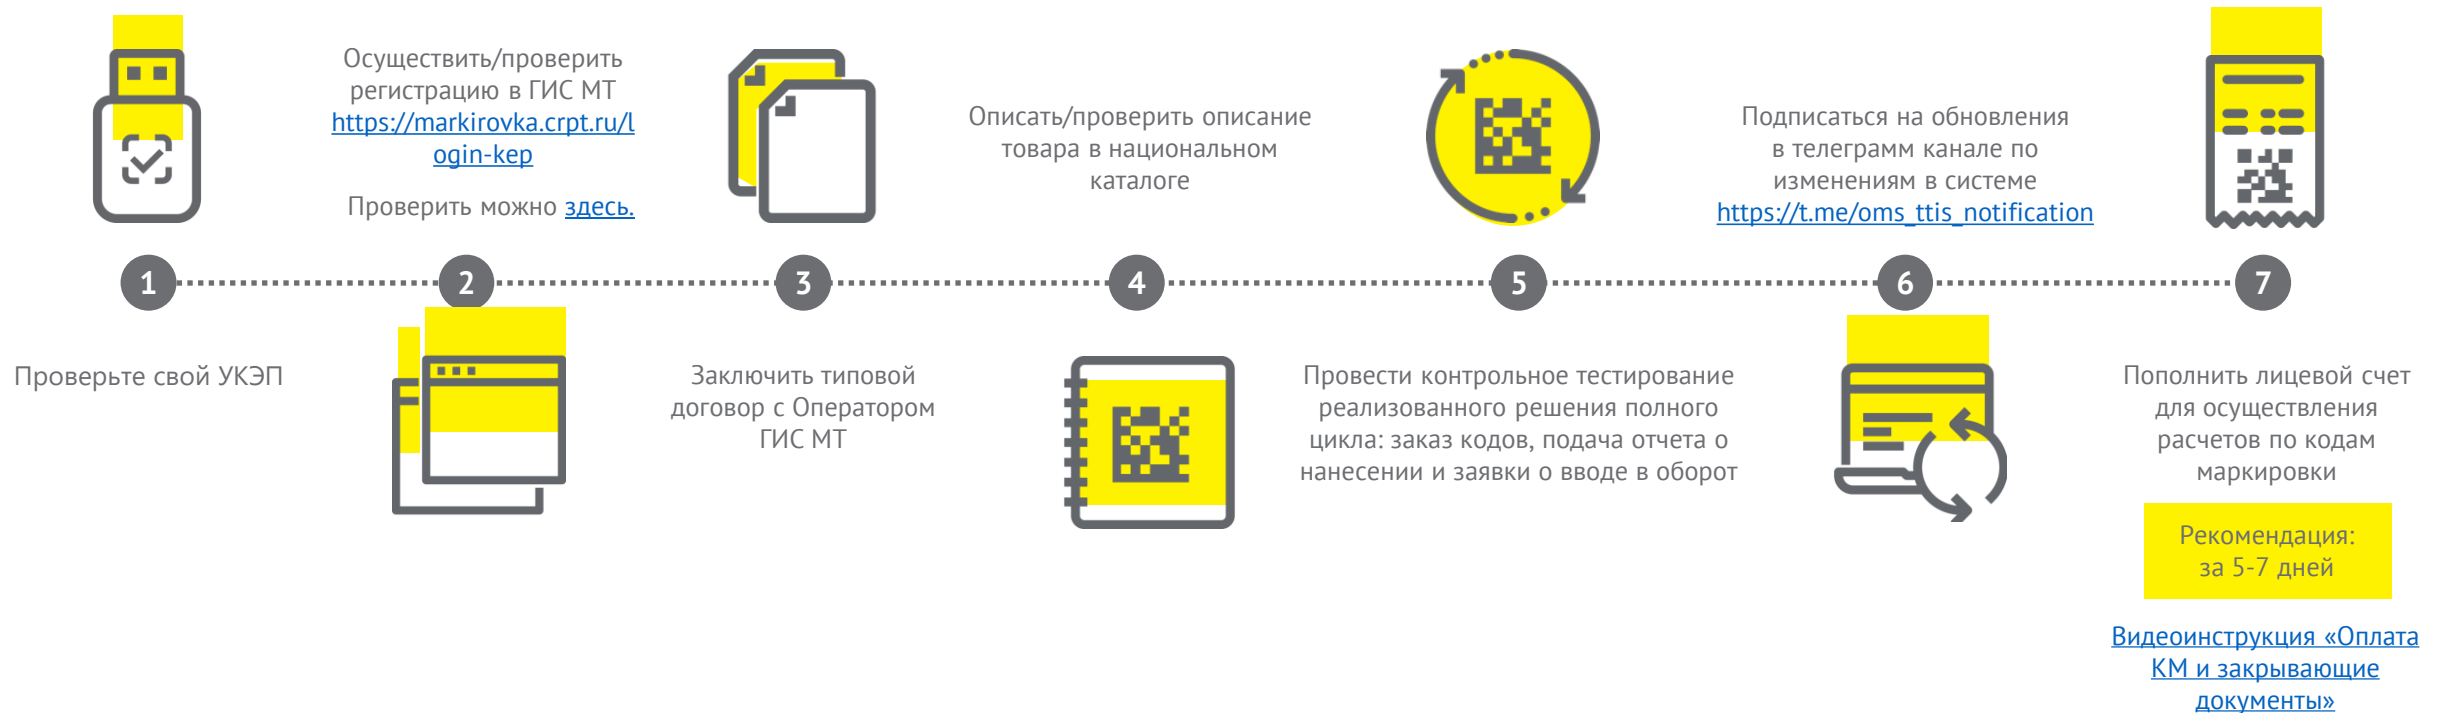 Осуществить/проверить
регистрацию в ГИС МТ
https://markirovka.crpt.ru/l
ogin-kep
Проверить можно здесь.
Описать/проверить описание
товара в национальном
каталоге
Подписаться на обновления
в телеграмм канале по
изменениям в системе
https://t.me/oms_ttis_notification
1
2
3
4
5
6
7
Проверьте свой УКЭП
Заключить типовой
договор с Оператором
ГИС МТ
Провести контрольное тестирование
реализованного решения полного
цикла: заказ кодов, подача отчета о
нанесении и заявки о вводе в оборот
Пополнить лицевой счет
для осуществления
расчетов по кодам
маркировки
Рекомендация:
за 5-7 дней
Видеоинструкция «Оплата
КМ и закрывающие
документы»